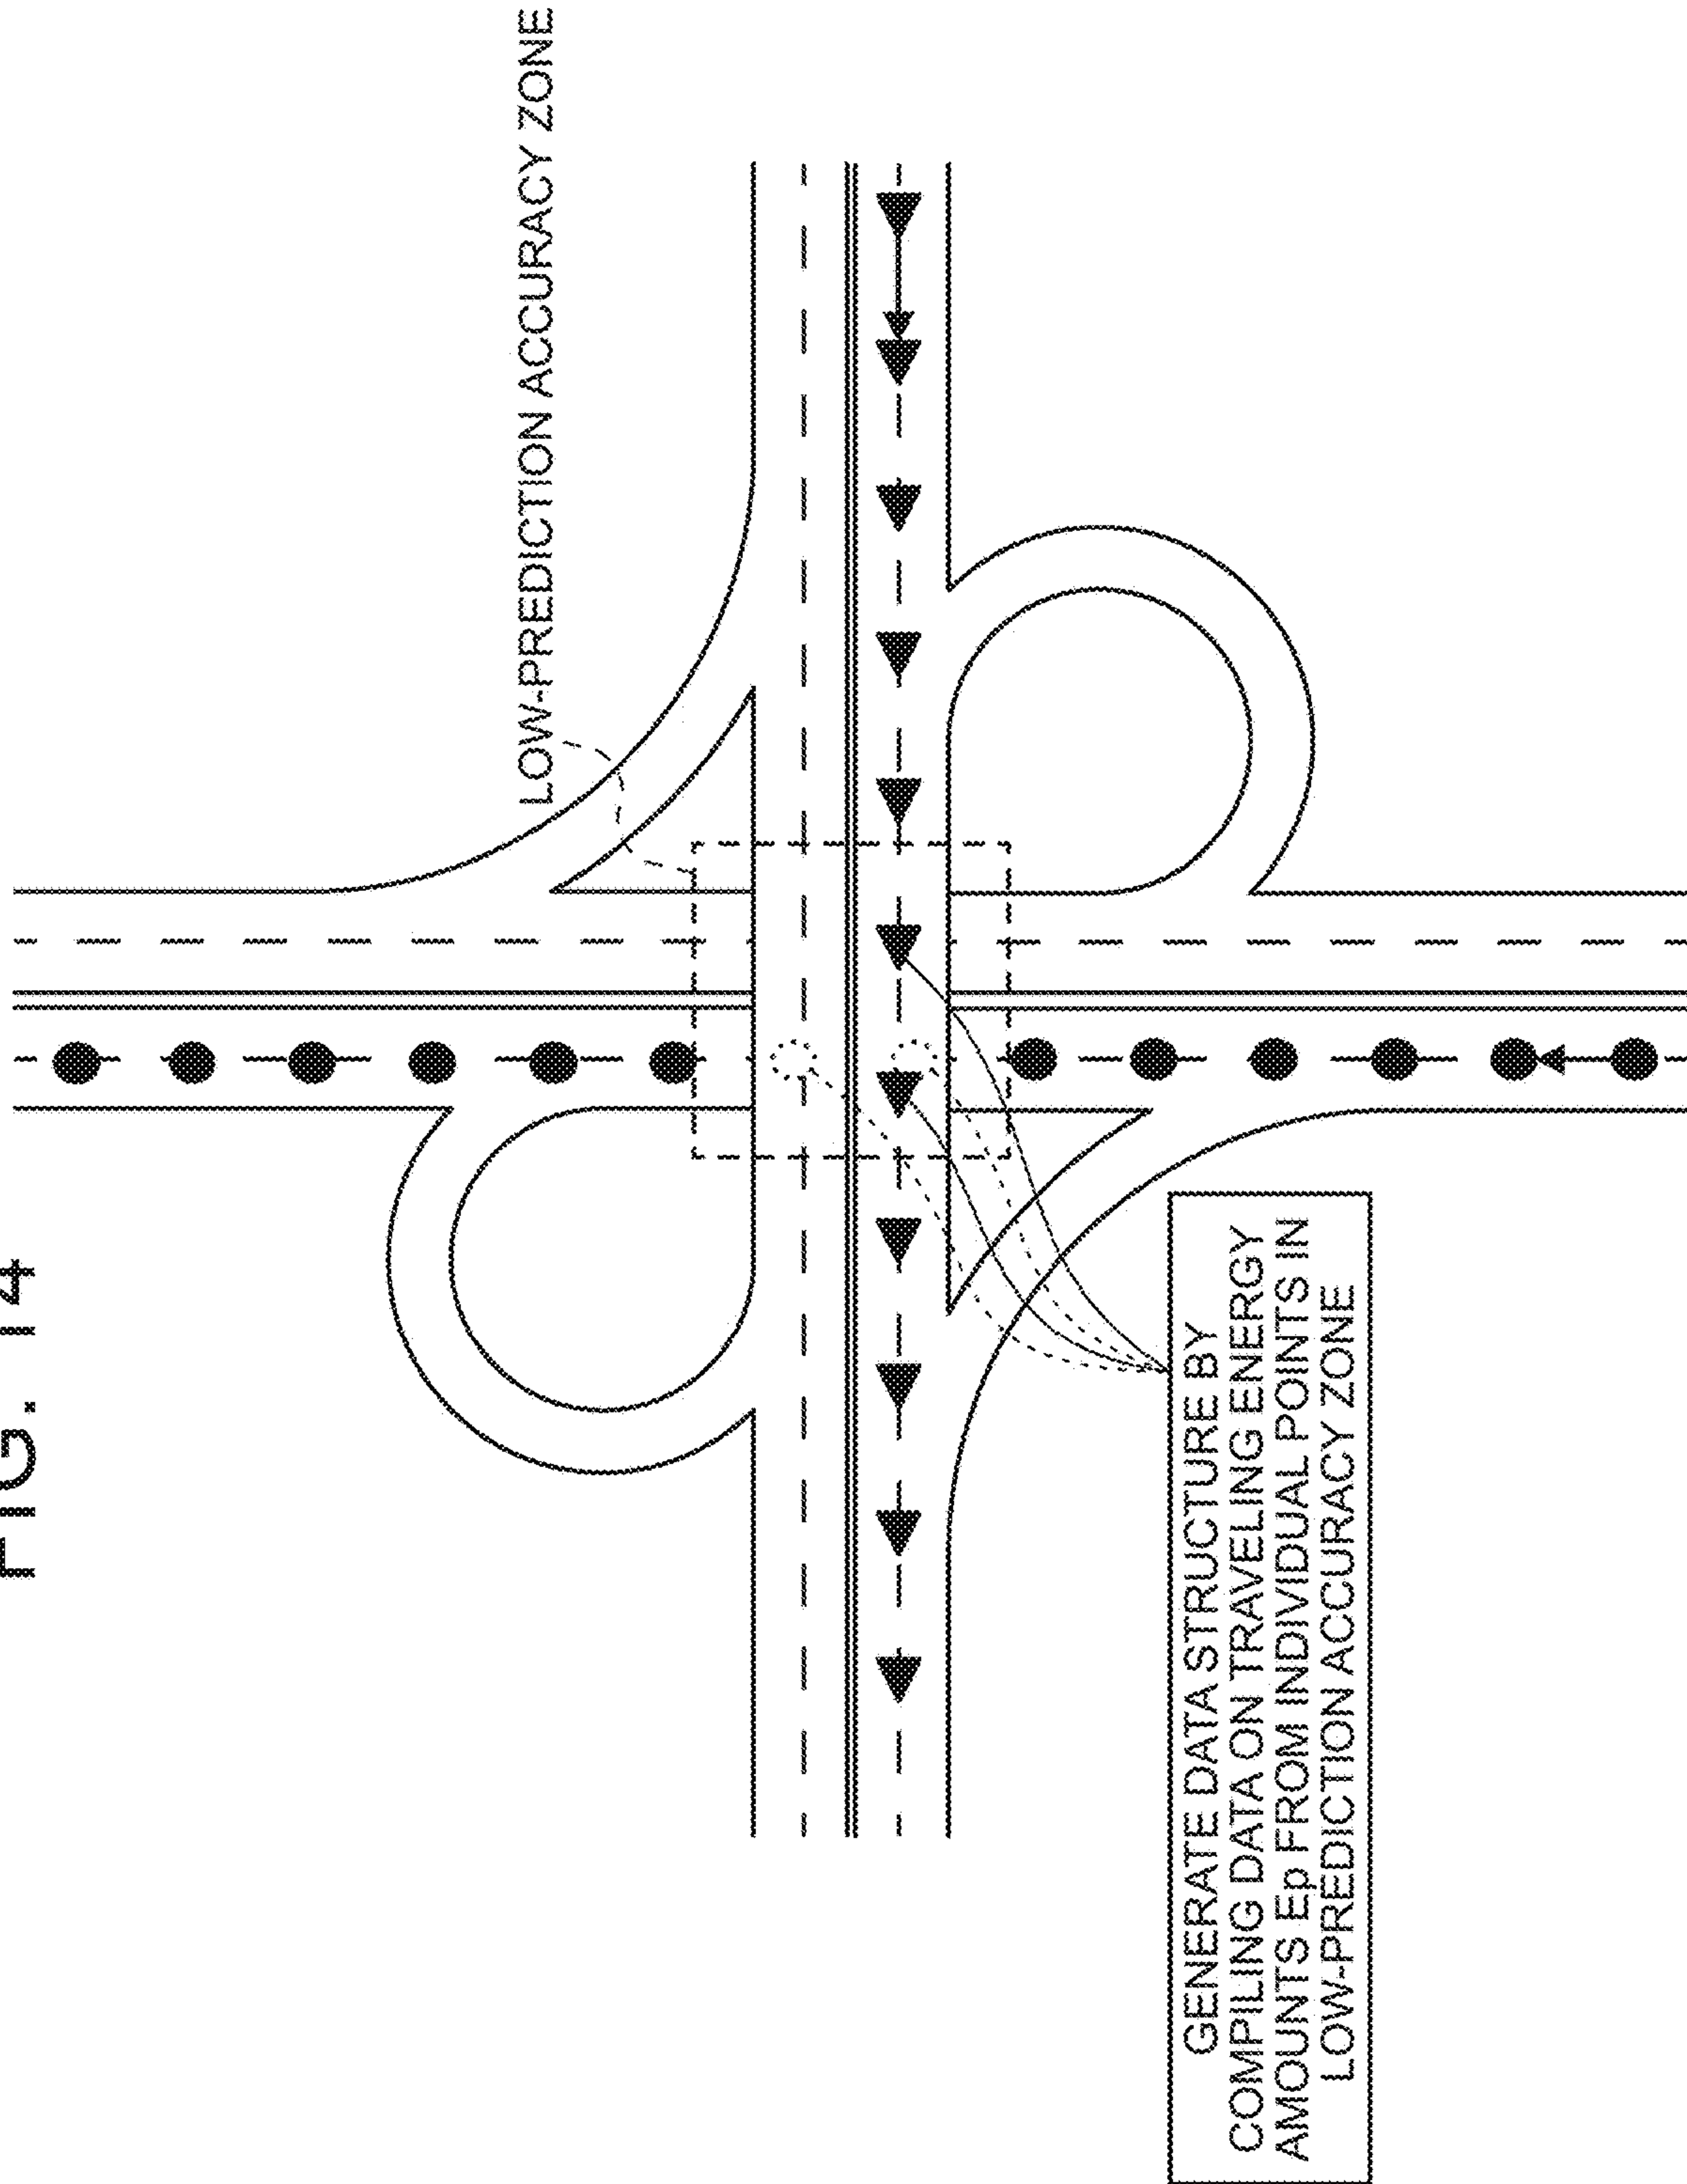 FIG. 14
LOW-PREDICTION ACCURACY ZONE
GENERATE DATA STRUCTURE BY
COMPILING DATA ON TRAVELING ENERGY
AMOUNTS Ep FROM INDIVIDUAL POINTS IN
LOW-PREDICTION ACCURACY ZONE